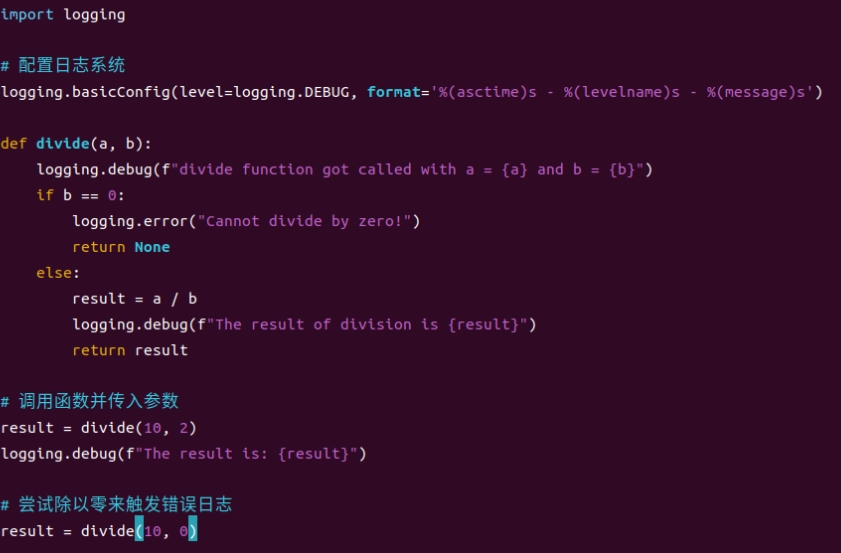 import logging

# 配置日志系统
logging.basicConfig(level=logging.DEBUG, format='%(asctime)s - %(levelname)s - %(message)s')

def divide(a, b):
    logging.debug(f"divide function got called with a = {a} and b = {b}")
    if b == 0:
        logging.error("Cannot divide by zero!")
        return None
    else:
        result = a / b
        logging.debug(f"The result of division is {result}")
        return result

# 调用函数并传入参数
result = divide(10, 2)
logging.debug(f"The result is: {result}")

# 尝试除以零来触发错误日志
result = divide(10, 0)